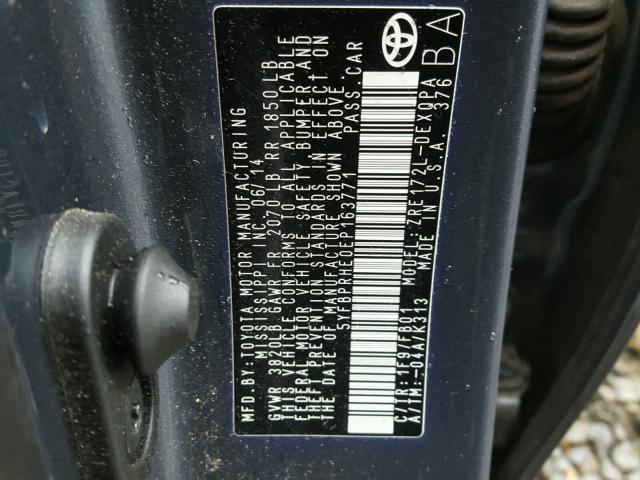 MFD.BY: TOYOTA MOTOR MANUFACTURING
MISSISSIPPI INC. 06/14
GVWR 3820LB GAWR FR 2070 LB RR 1850 LB
THIS VEHICLE CONFORMS TO ALL APPLICABLE
FEDERAL MOTOR VEHICLE SAFETY, BUMPER, AND
THEFT PREVENTION STANDARDS IN EFFECT ON
THE DATE OF MANUFACTURE SHOWN ABOVE.
5YFBPRHE0EP163771 PASS.CAR
C/TR: 1F9/FB01 MODEL: ZRE172L-DEXQPA
A/TM: -04A/K313 MADE IN U.S.A. 376
BA